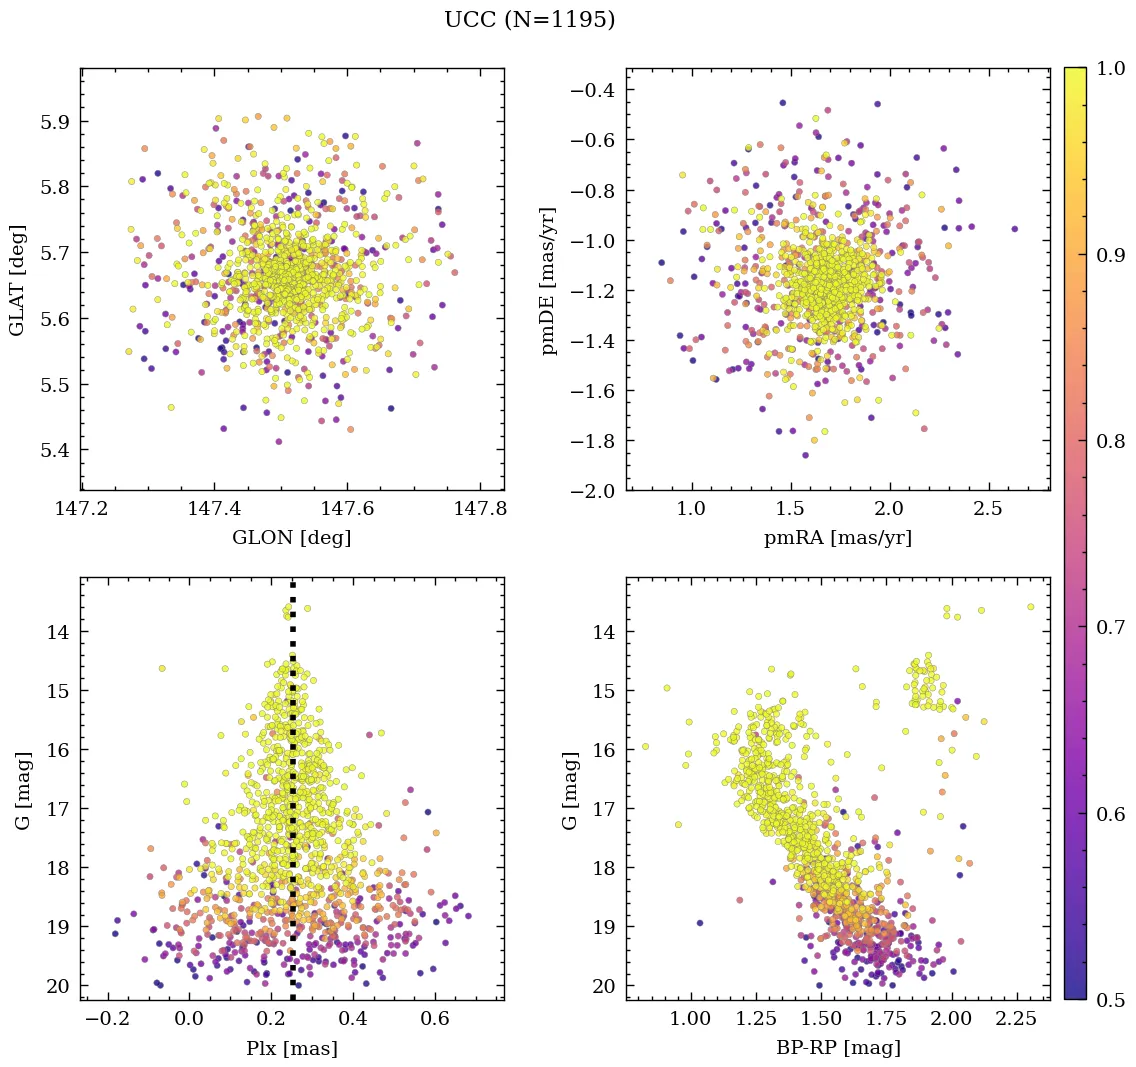 UCC (N=1195)
5.9
5.8
5.7
5.6
5.5
5.4
GLAT [deg]
147.2 147.4 147.6 147.8
GLON [deg]
−0.4
−0.6
−0.8
−1.0
−1.2
−1.4
−1.6
−1.8
−2.0
pmDE [mas/yr]
1.0 1.5 2.0 2.5
pmRA [mas/yr]
14
15
16
17
18
19
20
G [mag]
−0.2 0.0 0.2 0.4 0.6
Plx [mas]
14
15
16
17
18
19
20
G [mag]
1.00 1.25 1.50 1.75 2.00 2.25
BP-RP [mag]
1.0
0.9
0.8
0.7
0.6
0.5